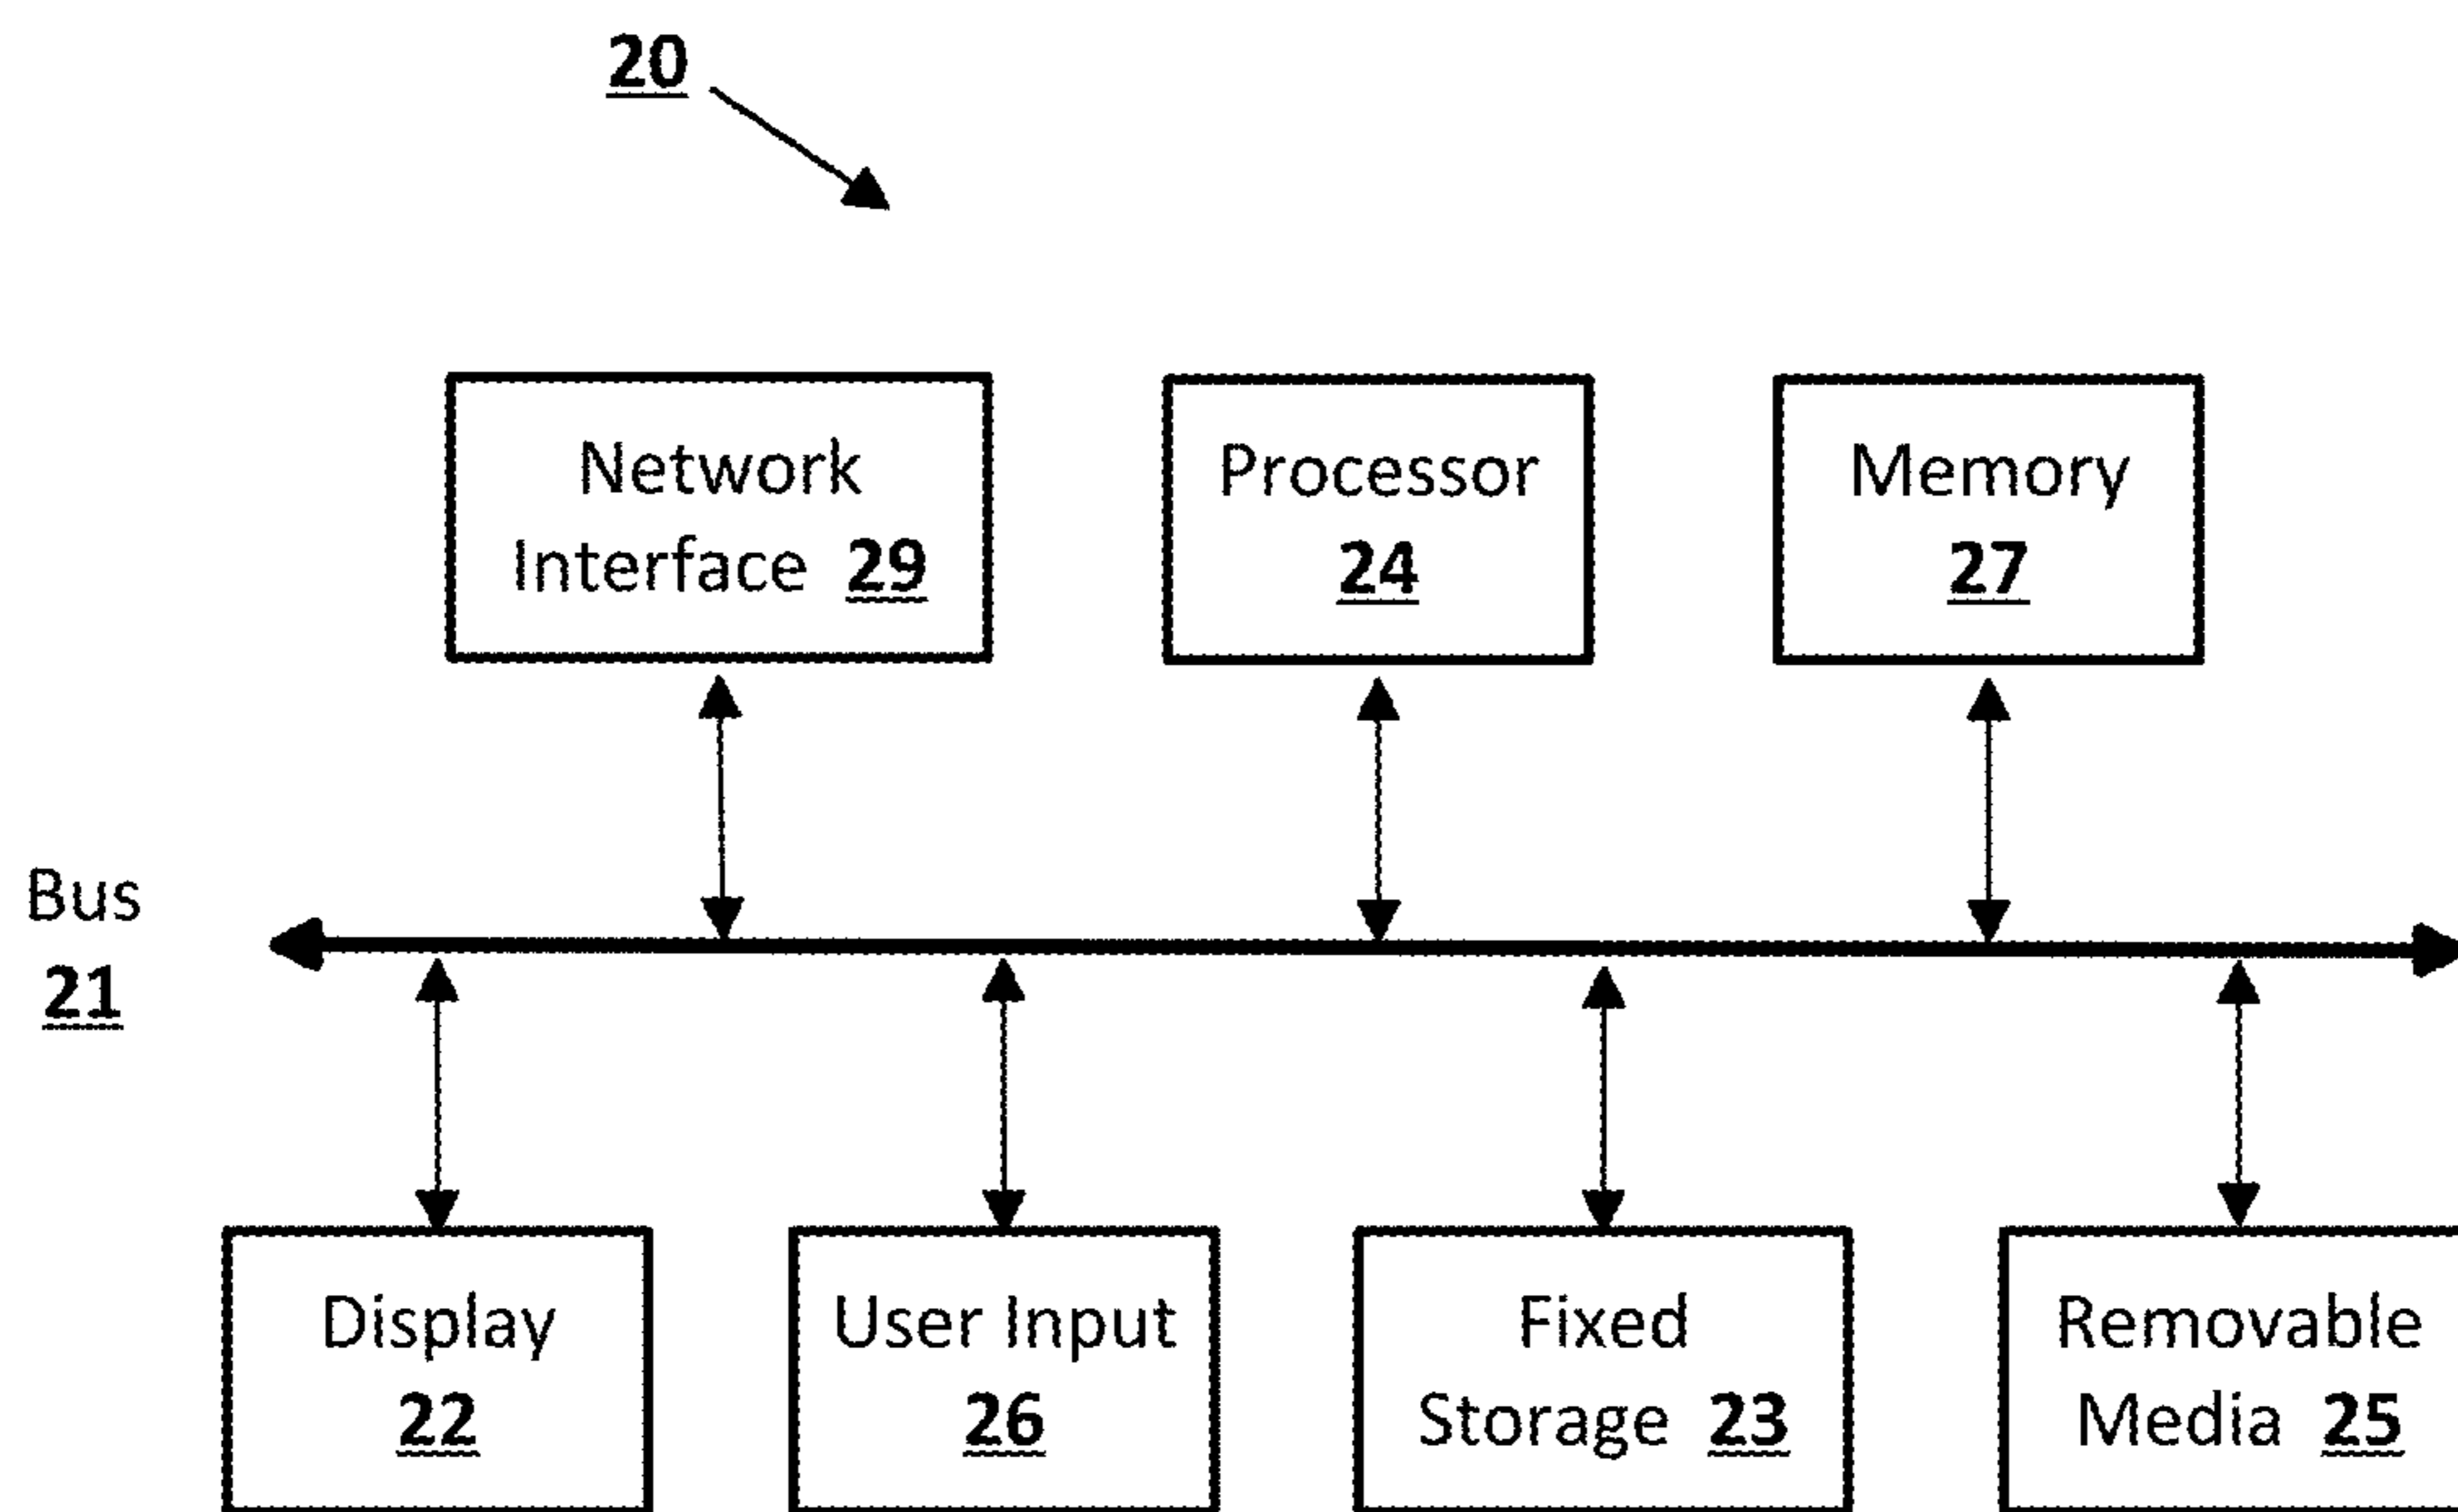 20
Network
Interface 29
Processor
24
Memory
27
Bus
21
Display
22
User Input
26
Fixed
Storage 23
Removable
Media 25